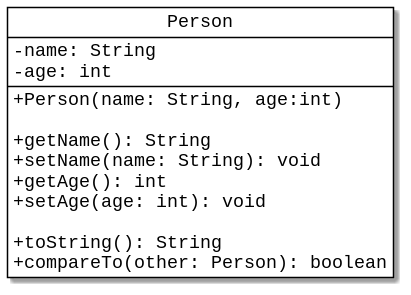 Person
-name: String
-age: int
+Person(name: String, age:int)
+getName(): String
+setName(name: String): void
+getAge(): int
+setAge(age: int): void
+toString(): String
+compareTo(other: Person): boolean